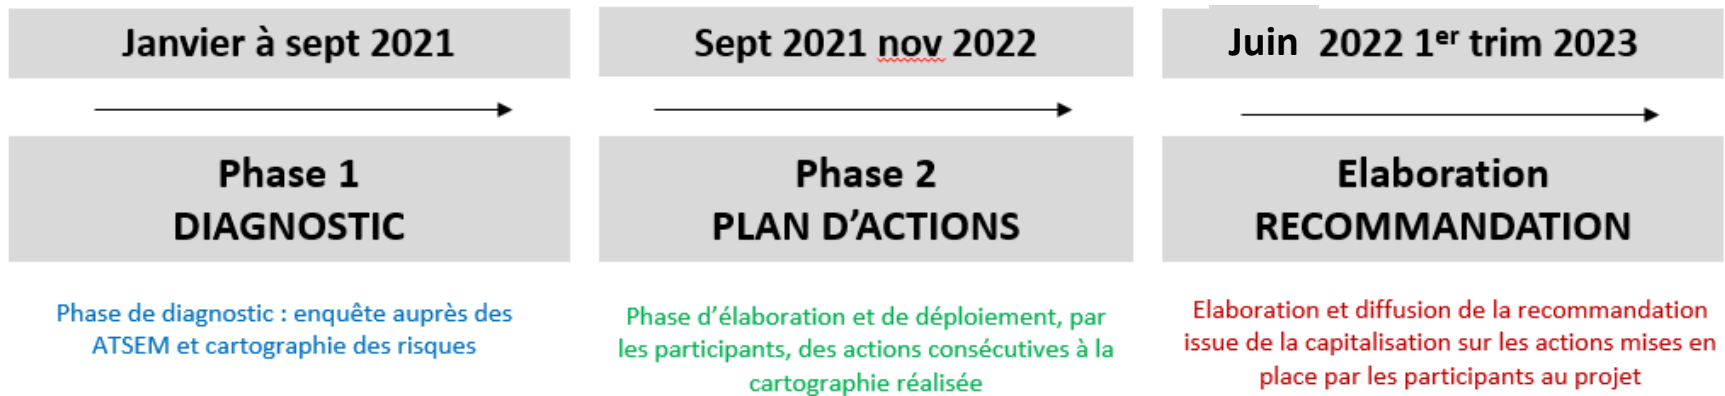 Janvier à sept 2021
Sept 2021 nov 2022
Juin 2022 1er trim 2023
Phase 1
DIAGNOSTIC
Phase 2
PLAN D’ACTIONS
Elaboration
RECOMMANDATION
Phase de diagnostic : enquête auprès des
ATSEM et cartographie des risques
Phase d’élaboration et de déploiement, par
les participants, des actions consécutives à la
cartographie réalisée
Elaboration et diffusion de la recommandation
issue de la capitalisation sur les actions mises en
place par les participants au projet